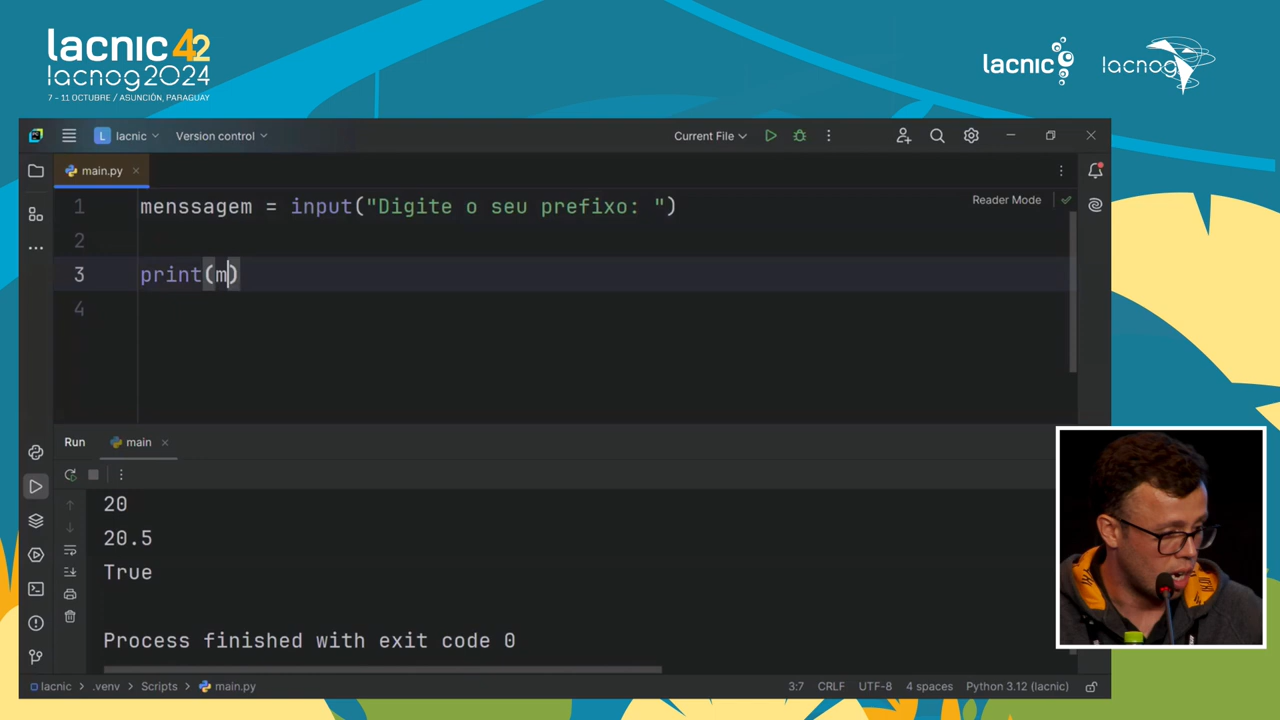 lacnic 42
lacnog 2024
7 - 11 OCTUBRE / ASUNCIÓN, PARAGUAY
lacnic
lacnog
L lacnic
Version control
Current File
main.py
1 menssagem = input("Digite o seu prefixo: ")
Reader Mode
2
3 print(m)
4
Run
main
20
20.5
True
Process finished with exit code 0
lacnic > .venv > Scripts > main.py
3:7 CRLF UTF-8 4 spaces Python 3.12 (lacnic)